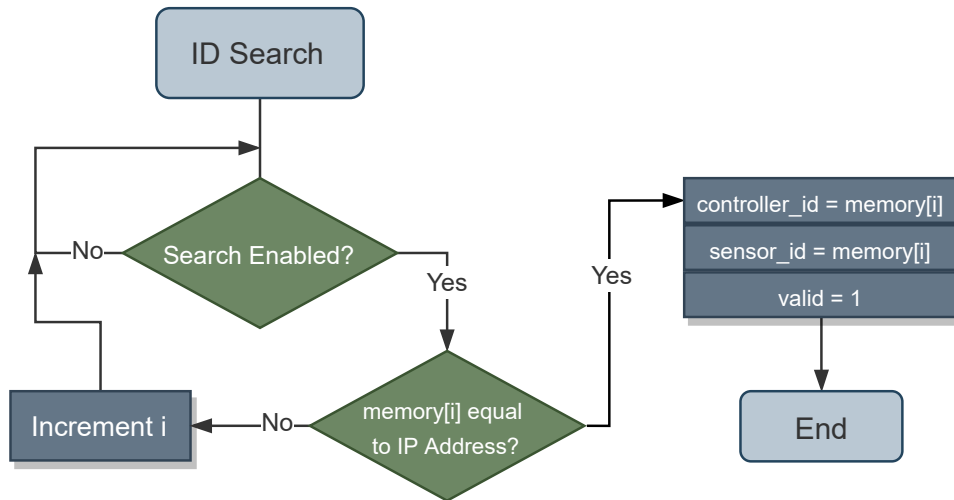 ID Search
Search Enabled?
No
Yes
memory[i] equal
to IP Address?
No
Increment i
Yes
controller_id = memory[i]
sensor_id = memory[i]
valid = 1
End